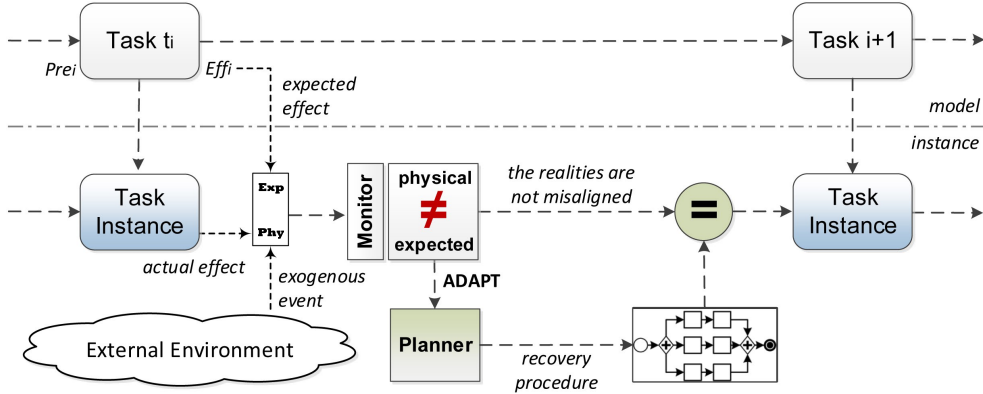 Task ti
Task i+1
Prei
Effi
expected
effect
model
instance
Task
Instance
Exp
Phy
Monitor
physical
≠
expected
the realities are
not misaligned
=
Task
Instance
actual effect
exogenous
event
ADAPT
External Environment
Planner
recovery
procedure